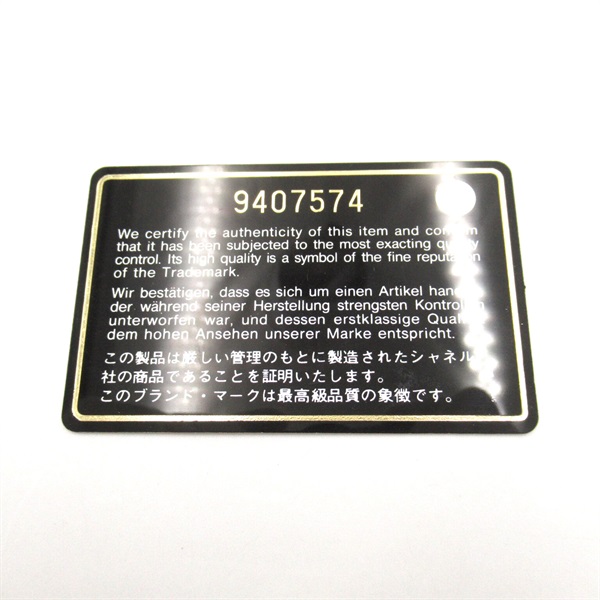 9407574
We certify the authenticity of this item and confirm
that it has been subjected to the most exacting quality
control. Its high quality is a symbol of the fine reputation
of the Trademark.
Wir bestätigen, dass es sich um einen Artikel handelt,
der während seiner Herstellung strengsten Kontrollen
unterworfen war, und dessen erstklassige Qualität
dem hohen Ansehen unserer Marke entspricht.
この製品は厳しい管理のもとに製造されたシャネル
社の商品であることを証明いたします。
このブランド・マークは最高級品質の象徴です。